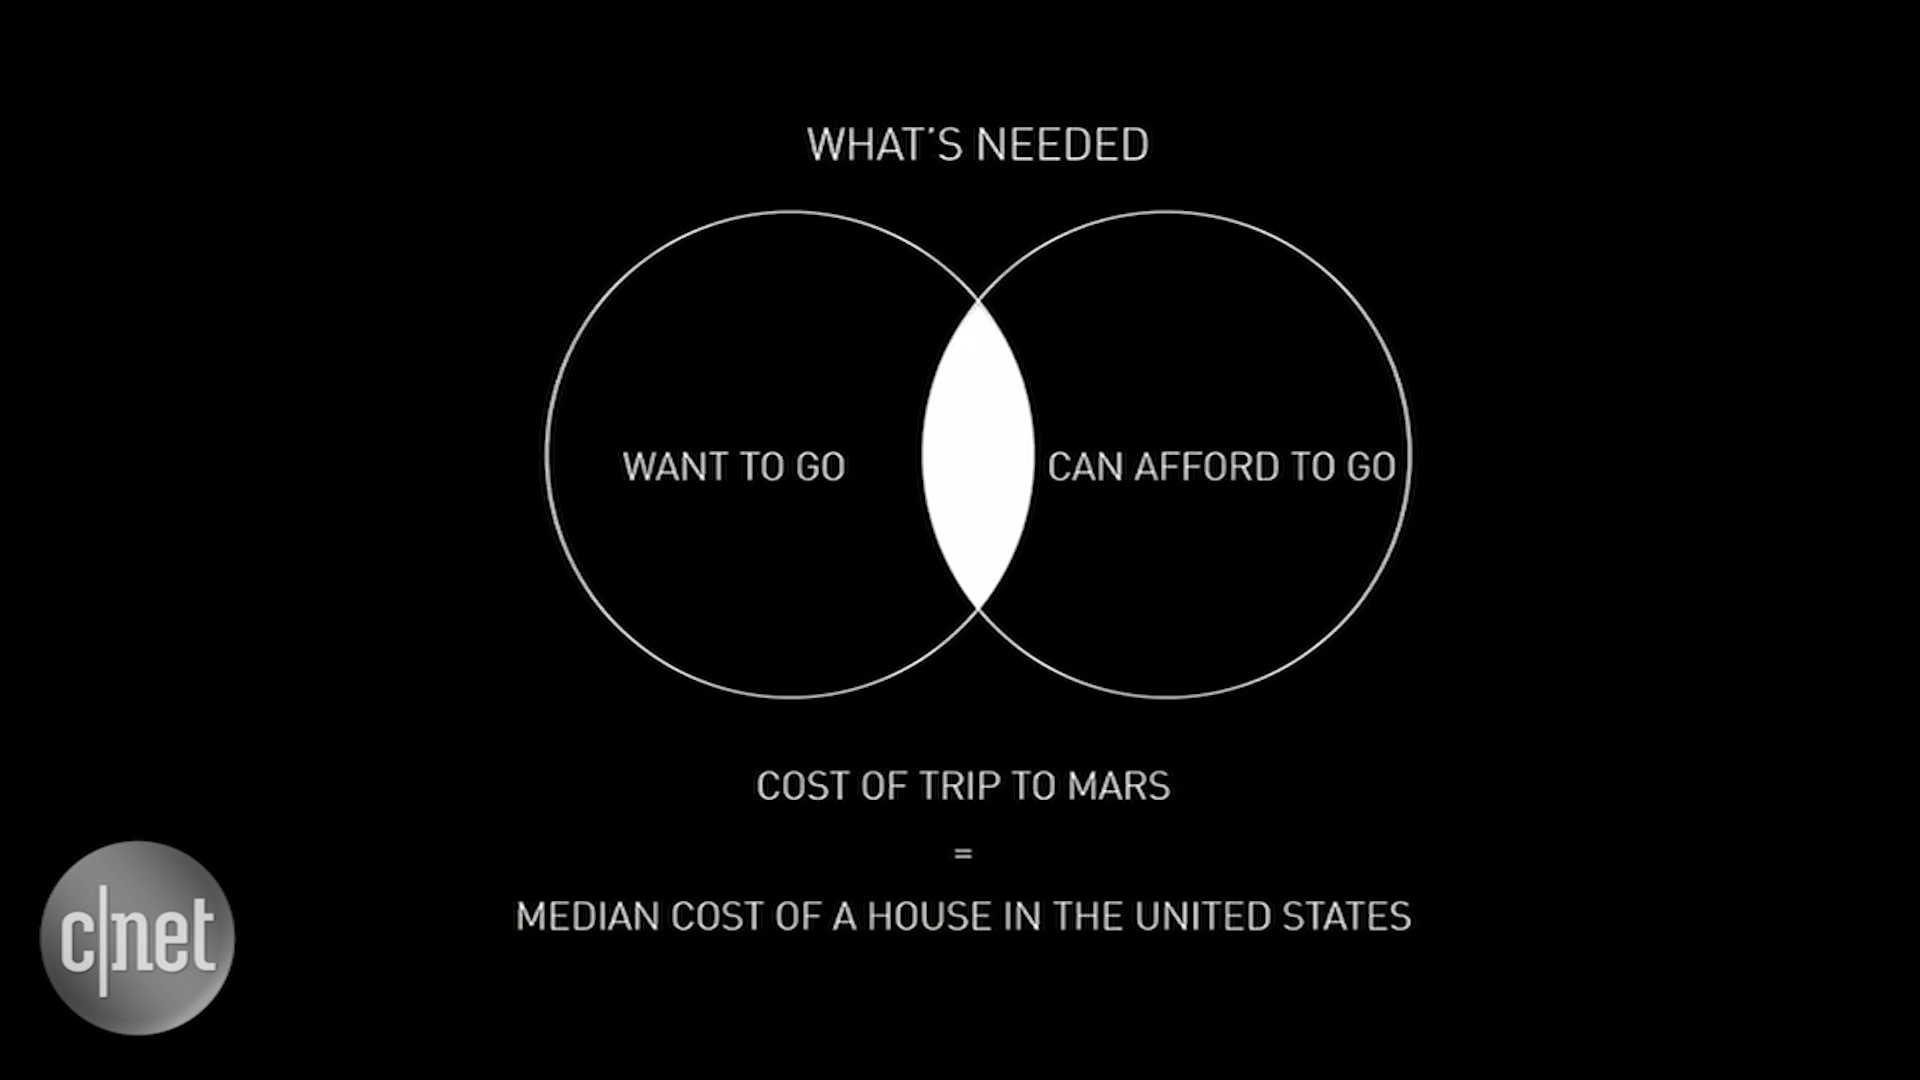 WHAT'S NEEDED
WANT TO GO
CAN AFFORD TO GO
COST OF TRIP TO MARS
=
MEDIAN COST OF A HOUSE IN THE UNITED STATES
c|net